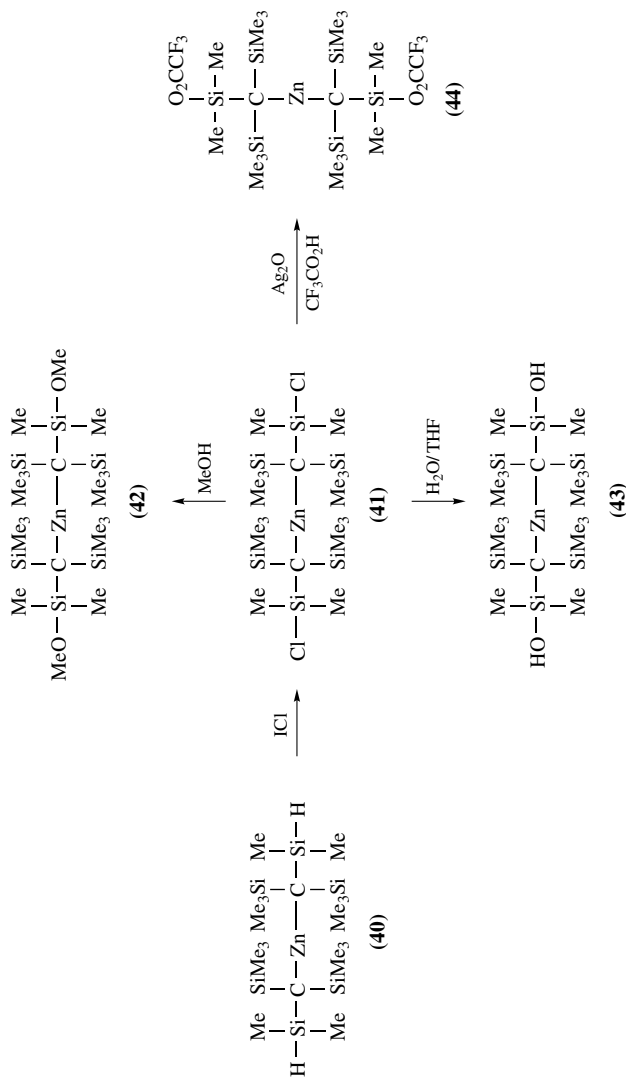 Me SiMe3 Me3Si Me
H Si C Zn C Si H
Me SiMe3 Me3Si Me
(40)
ICl
Me SiMe3 Me3Si Me
MeO Si C Zn C Si OMe
Me SiMe3 Me3Si Me
(42)
MeOH
Me SiMe3 Me3Si Me
Cl Si C Zn C Si Cl
Me SiMe3 Me3Si Me
(41)
H2O/THF
Me SiMe3 Me3Si Me
HO Si C Zn C Si OH
Me SiMe3 Me3Si Me
(43)
Ag2O
CF3CO2H
O2CCF3
Me Si Me
Me3Si C SiMe3
Zn
Me3Si C SiMe3
Me Si Me
O2CCF3
(44)